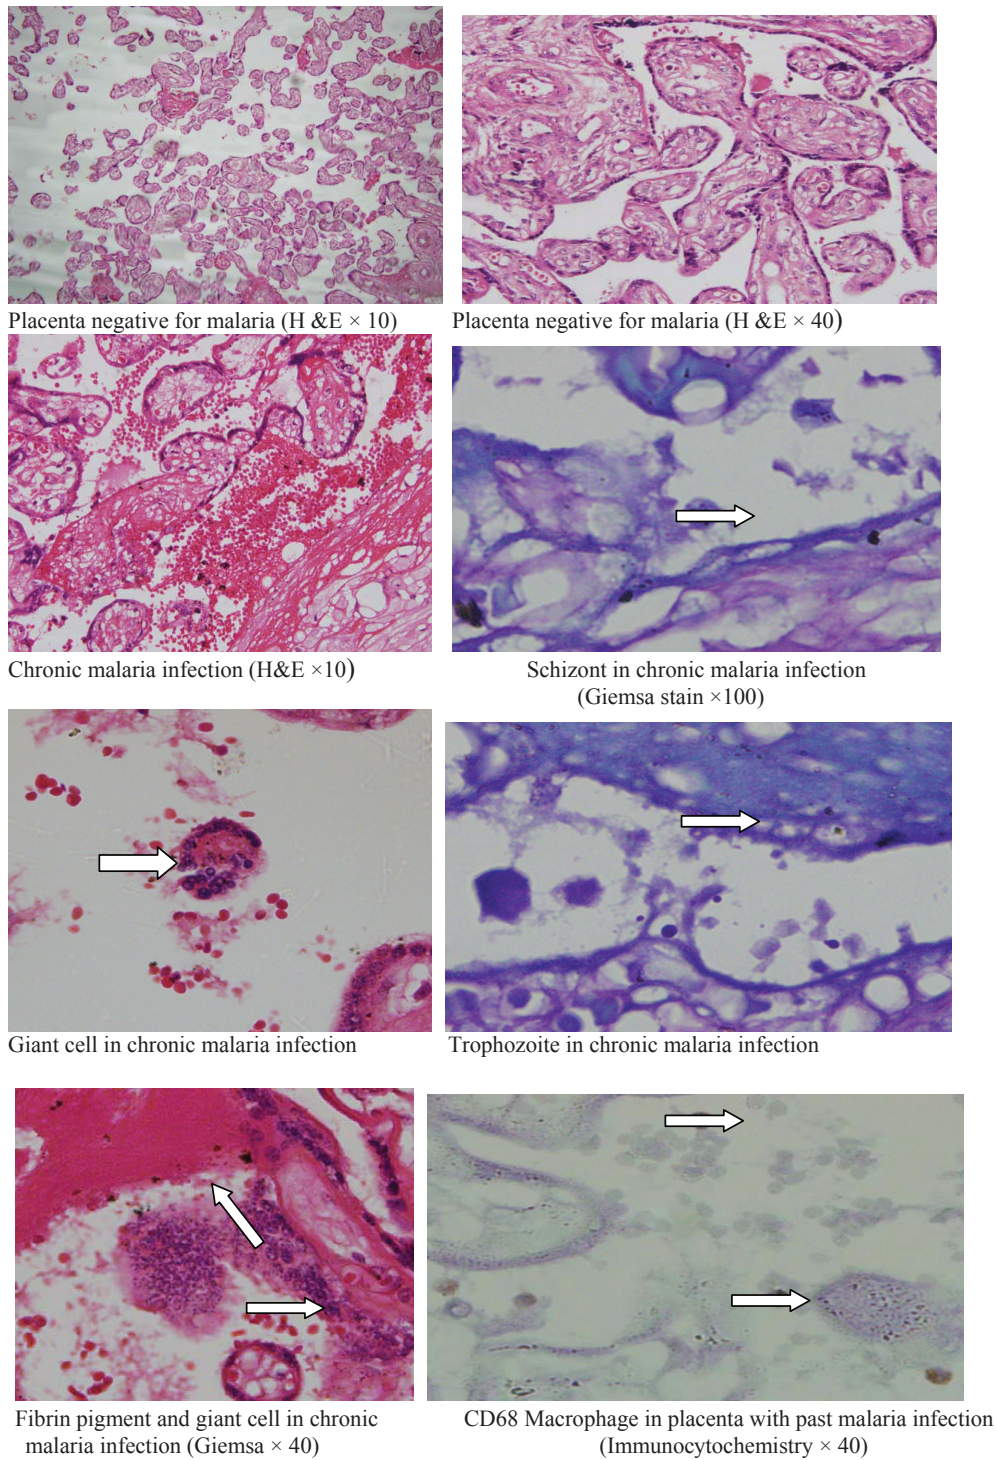 Placenta negative for malaria (H &E × 10)
Placenta negative for malaria (H &E × 40)
Chronic malaria infection (H&E ×10)
Schizont in chronic malaria infection
(Giemsa stain ×100)
Giant cell in chronic malaria infection
Trophozoite in chronic malaria infection
Fibrin pigment and giant cell in chronic
malaria infection (Giemsa × 40)
CD68 Macrophage in placenta with past malaria infection
(Immunocytochemistry × 40)